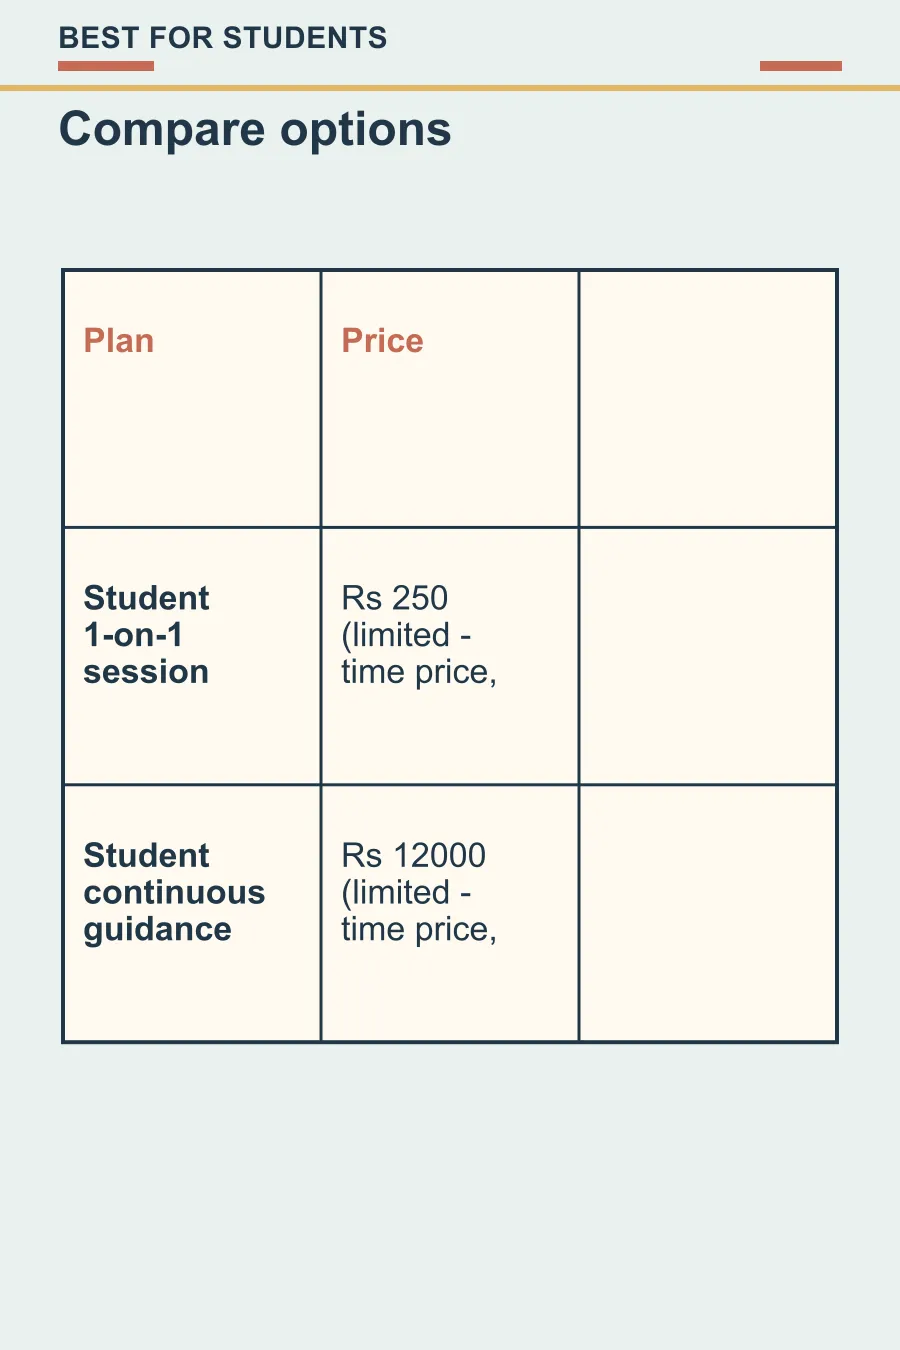 BEST FOR STUDENTS
Compare options
Plan
Price
Student
1-on-1
session
Rs 250
(limited -
time price,
Student
continuous
guidance
Rs 12000
(limited -
time price,